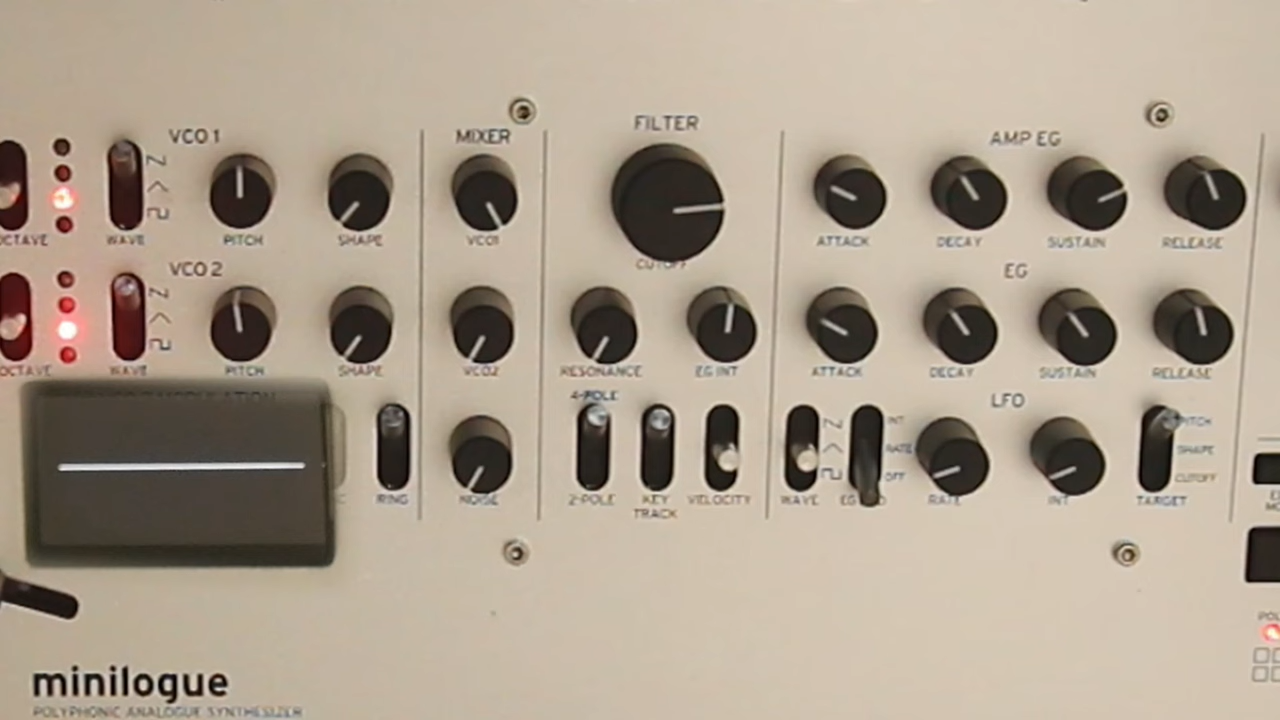 VCO 1
MIXER
FILTER
AMP EG
OCTAVE
WAVE
PITCH
SHAPE
VCO1
CUTOFF
ATTACK
DECAY
SUSTAIN
RELEASE
VCO 2
EG
OCTAVE
WAVE
PITCH
SHAPE
VCO2
RESONANCE
EG INT
ATTACK
DECAY
SUSTAIN
RELEASE
4-POLE
LFO
INT
RATE
OFF
PITCH
SHAPE
CUTOFF
RING
NOISE
2-POLE
KEY
TRACK
VELOCITY
WAVE
RATE
INT
TARGET
minilogue
POLYPHONIC ANALOGUE SYNTHESIZER